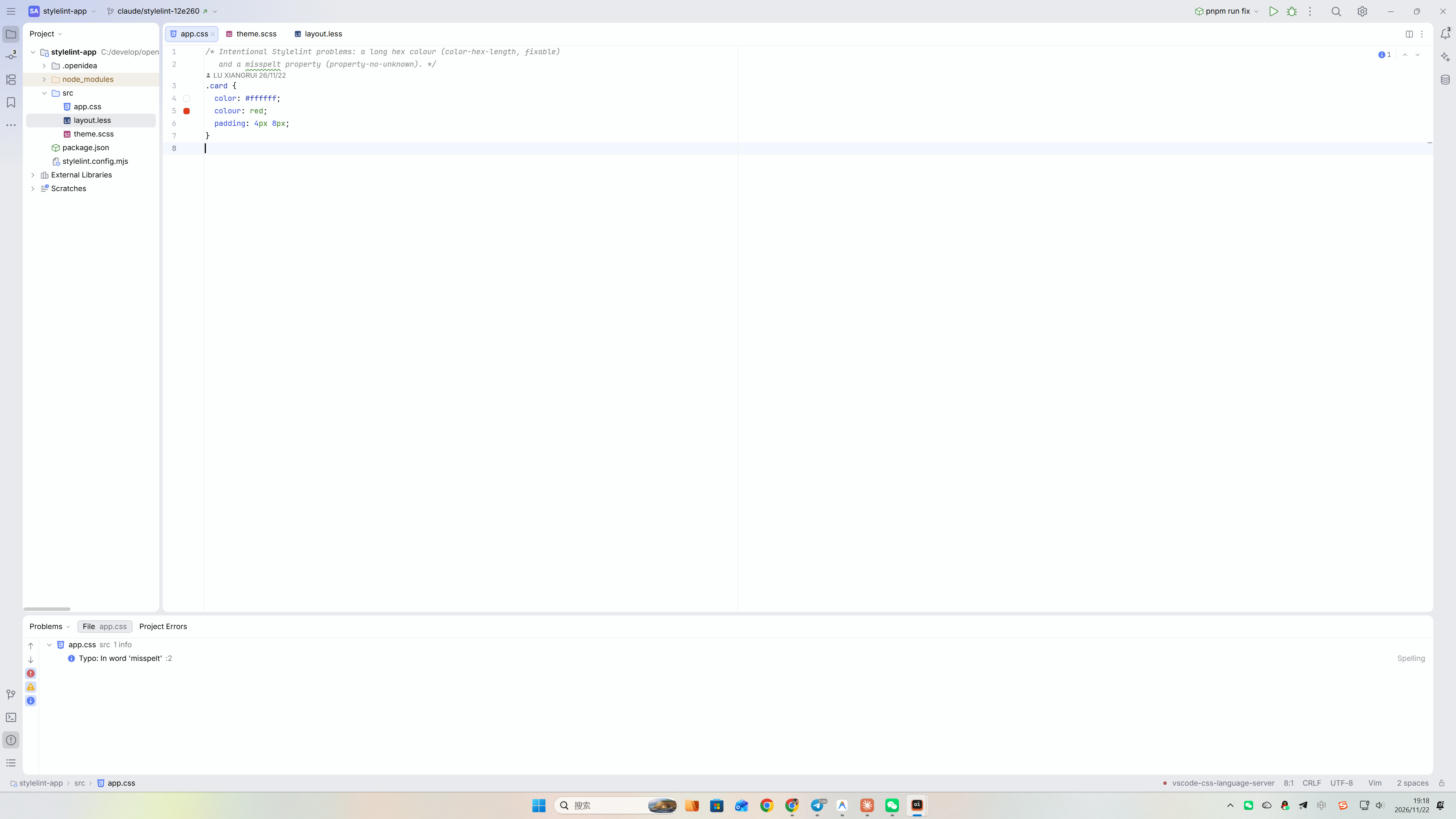 SA stylelint-app claude/stylelint-12e260 pnpm run fix
Project
app.css theme.scss layout.less
stylelint-app C:/develop/open
.openidea
node_modules
src
app.css
layout.less
theme.scss
package.json
stylelint.config.mjs
External Libraries
Scratches
1 /* Intentional Stylelint problems: a long hex colour (color-hex-length, fixable)
2 and a misspelt property (property-no-unknown). */
LU XIANGRUI 26/11/22
3 .card {
4 color: #ffffff;
5 colour: red;
6 padding: 4px 8px;
7 }
8
1
Problems File app.css Project Errors
app.css src 1 info
Typo: In word 'misspelt' :2 Spelling
stylelint-app src app.css vscode-css-language-server 8:1 CRLF UTF-8 Vim 2 spaces
搜索
19:18
2026/11/22